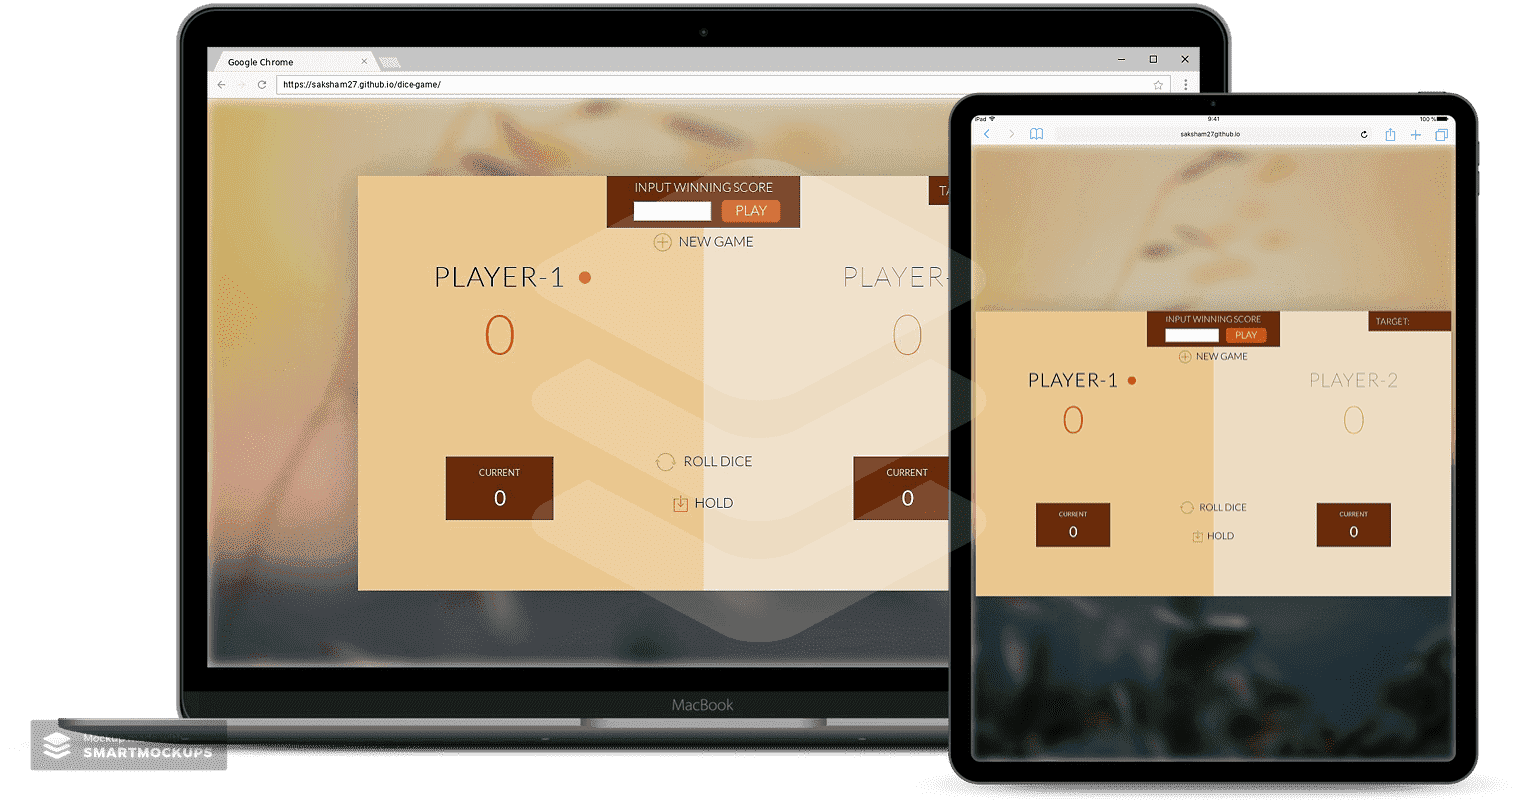 Google Chrome
https://saksham27.github.io/dice-game/
INPUT WINNING SCORE
PLAY
NEW GAME
PLAYER-1
PLAYER-
0
0
ROLL DICE
HOLD
CURRENT
0
CURRENT
0
MacBook
iPad
9:41
100 %
saksham27.github.io
INPUT WINNING SCORE
PLAY
TARGET:
NEW GAME
PLAYER-1
PLAYER-2
0
0
ROLL DICE
HOLD
CURRENT
0
CURRENT
0
Mockup
SMARTMOCKUPS